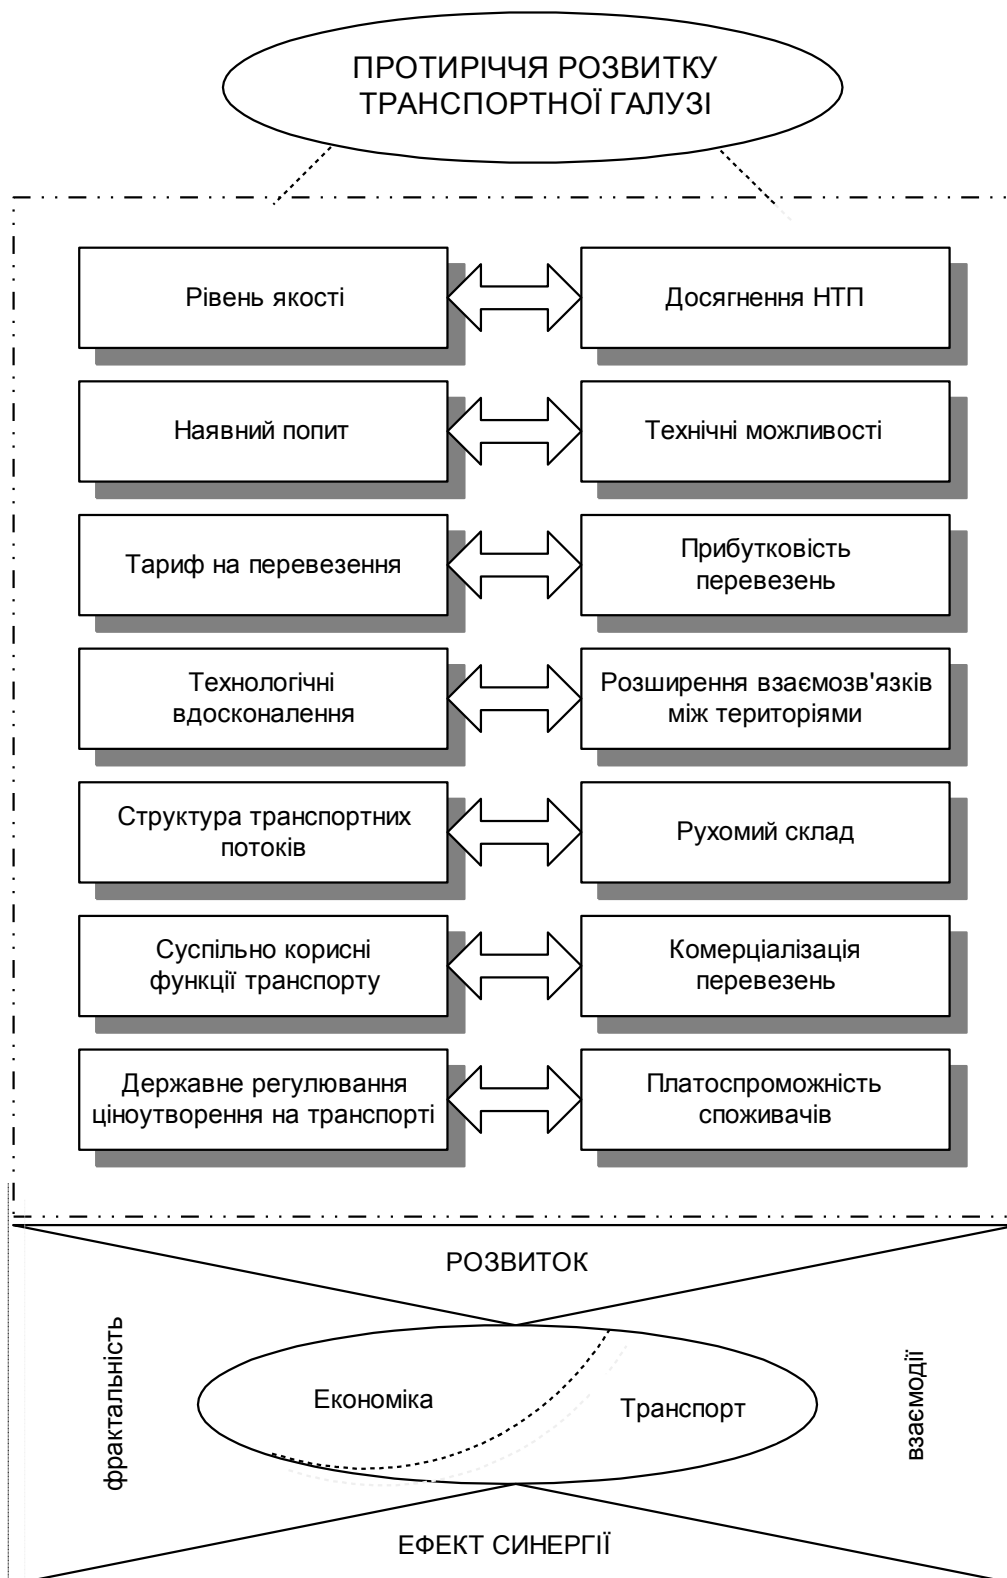 ПРОТИРІЧЧЯ РОЗВИТКУ
ТРАНСПОРТНОЇ ГАЛУЗІ
Рівень якості
Досягнення НТП
Наявний попит
Технічні можливості
Тариф на перевезення
Прибутковість
перевезень
Технологічні
вдосконалення
Розширення взаємозв'язків
між територіями
Структура транспортних
потоків
Рухомий склад
Суспільно корисні
функції транспорту
Комерціалізація
перевезень
Державне регулювання
ціноутворення на транспорті
Платоспроможність
споживачів
РОЗВИТОК
фрактальність
Економіка
Транспорт
взаємодії
ЕФЕКТ СИНЕРГІЇ